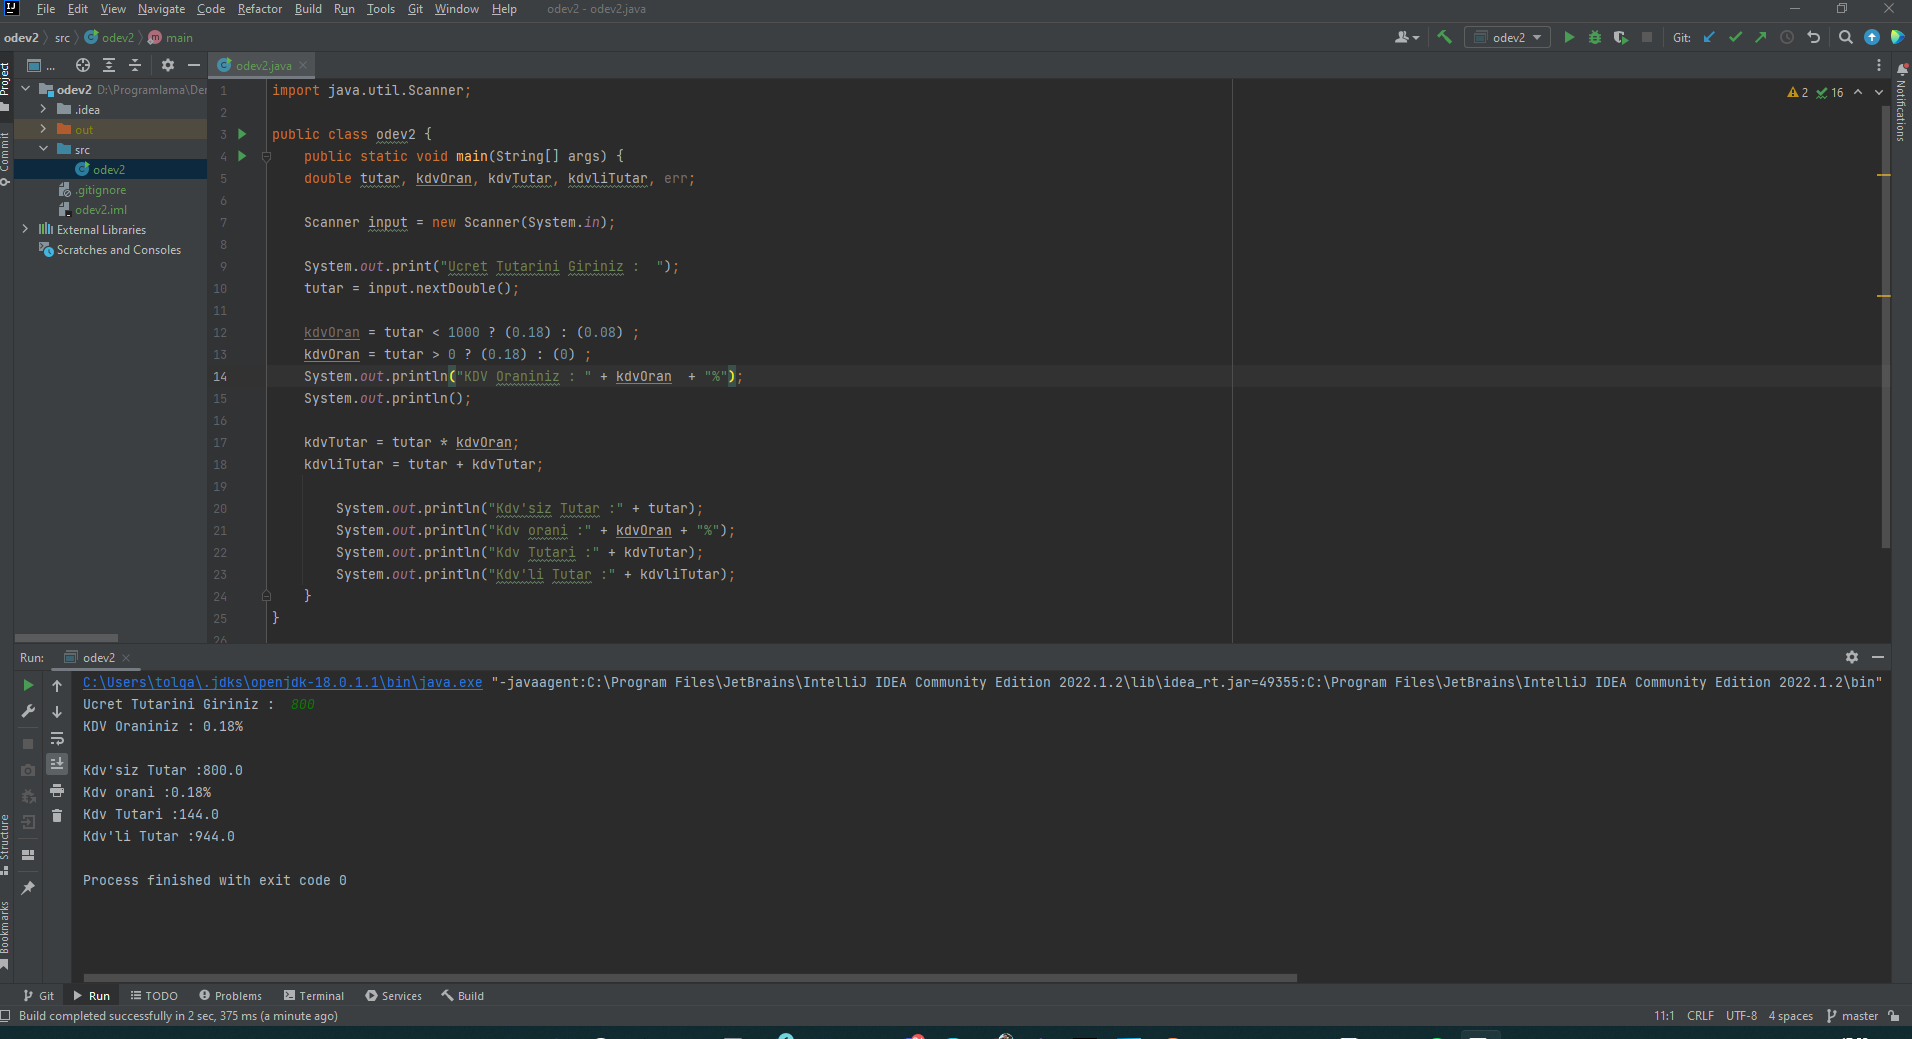 File Edit View Navigate Code Refactor Build Run Tools Git Window Help odev2 - odev2.java
odev2 src odev2 main
odev2 Git:
Project
...
odev2.java
odev2 D:\Programlama\Der
.idea
out
src
odev2
.gitignore
odev2.iml
External Libraries
Scratches and Consoles
Commit
Notifications
2 16
1 import java.util.Scanner;
2
3 public class odev2 {
4 public static void main(String[] args) {
5 double tutar, kdvOran, kdvTutar, kdvliTutar, err;
6
7 Scanner input = new Scanner(System.in);
8
9 System.out.print("Ucret Tutarini Giriniz :  ");
10 tutar = input.nextDouble();
11
12 kdvOran = tutar < 1000 ? (0.18) : (0.08) ;
13 kdvOran = tutar > 0 ? (0.18) : (0) ;
14 System.out.println("KDV Oraniniz : " + kdvOran  + "%");
15 System.out.println();
16
17 kdvTutar = tutar * kdvOran;
18 kdvliTutar = tutar + kdvTutar;
19
20 System.out.println("Kdv'siz Tutar :" + tutar);
21 System.out.println("Kdv orani :" + kdvOran + "%");
22 System.out.println("Kdv Tutari :" + kdvTutar);
23 System.out.println("Kdv'li Tutar :" + kdvliTutar);
24 }
25 }
26
Run: odev2
C:\Users\tolga\.jdks\openjdk-18.0.1.1\bin\java.exe "-javaagent:C:\Program Files\JetBrains\IntelliJ IDEA Community Edition 2022.1.2\lib\idea_rt.jar=49355:C:\Program Files\JetBrains\IntelliJ IDEA Community Edition 2022.1.2\bin"
Ucret Tutarini Giriniz :  800
KDV Oraniniz : 0.18%
Kdv'siz Tutar :800.0
Kdv orani :0.18%
Kdv Tutari :144.0
Kdv'li Tutar :944.0
Process finished with exit code 0
Structure
Bookmarks
Git Run TODO Problems Terminal Services Build
Build completed successfully in 2 sec, 375 ms (a minute ago) 11:1 CRLF UTF-8 4 spaces master